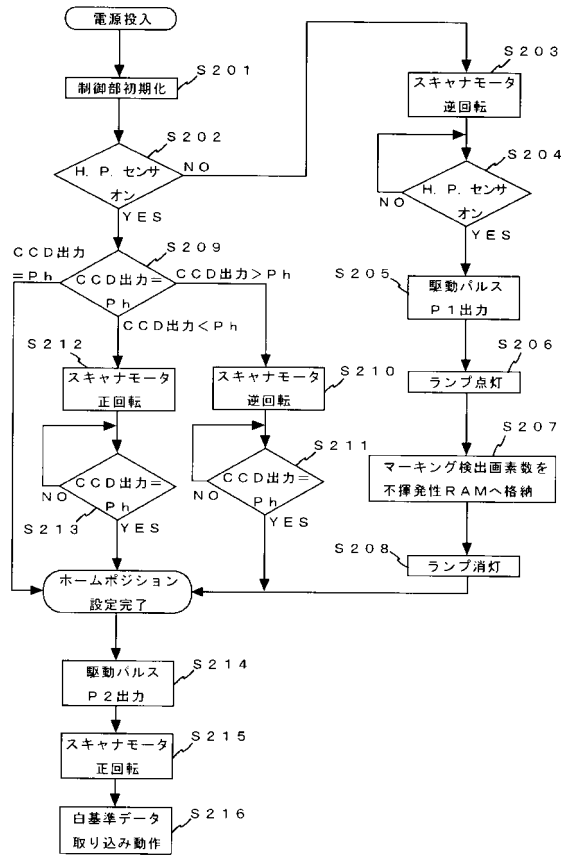 電源投入
S201
制御部初期化
S202
H．P．センサ
オン
NO
YES
S203
スキャナモータ
逆回転
S204
H．P．センサ
オン
NO
YES
S205
駆動パルス
P1出力
S206
ランプ点灯
S207
マーキング検出画素数を
不揮発性RAMへ格納
S208
ランプ消灯
S209
CCD出力＝
Ph
CCD出力
＝Ph
CCD出力＞Ph
CCD出力＜Ph
S212
スキャナモータ
正回転
S210
スキャナモータ
逆回転
CCD出力＝
Ph
NO
YES
S213
S211
CCD出力＝
Ph
NO
YES
ホームポジション
設定完了
S214
駆動パルス
P2出力
S215
スキャナモータ
正回転
S216
白基準データ
取り込み動作